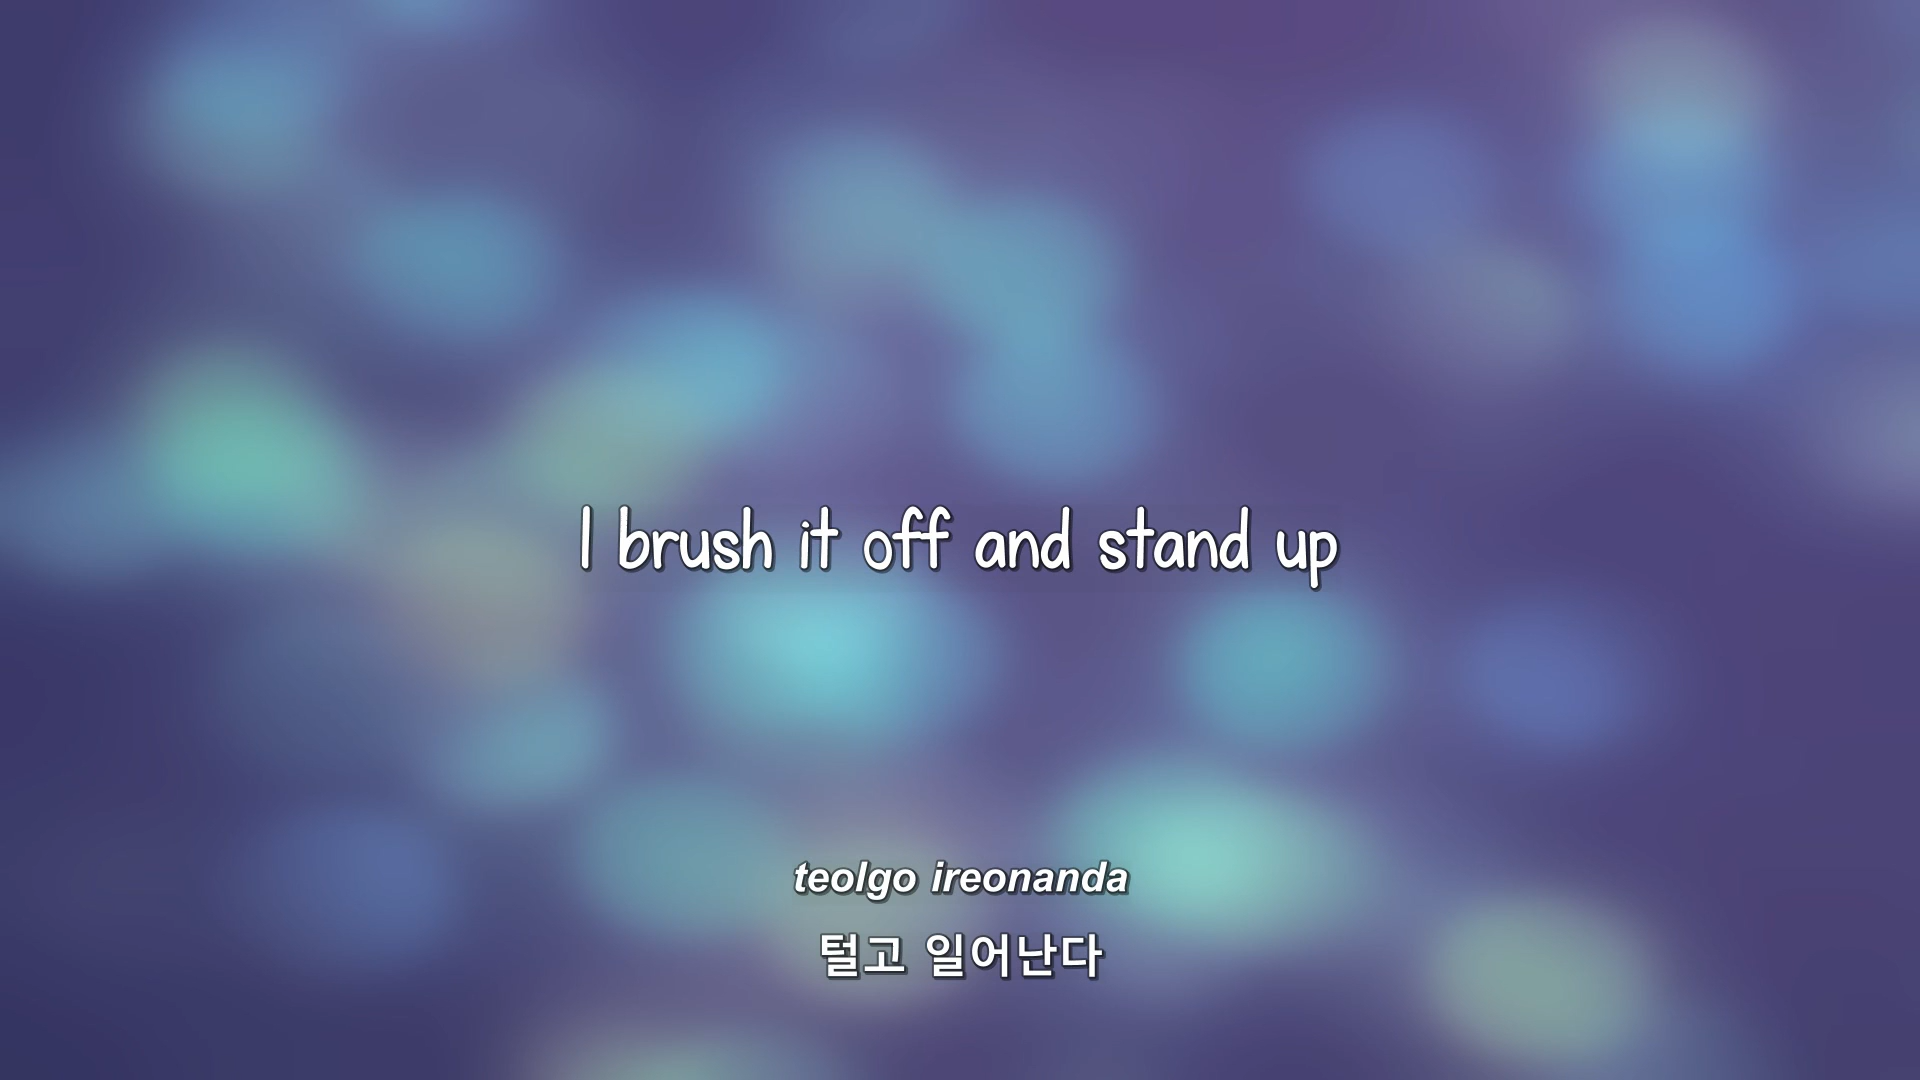 I brush it off and stand up
teolgo ireonanda
털고 일어난다